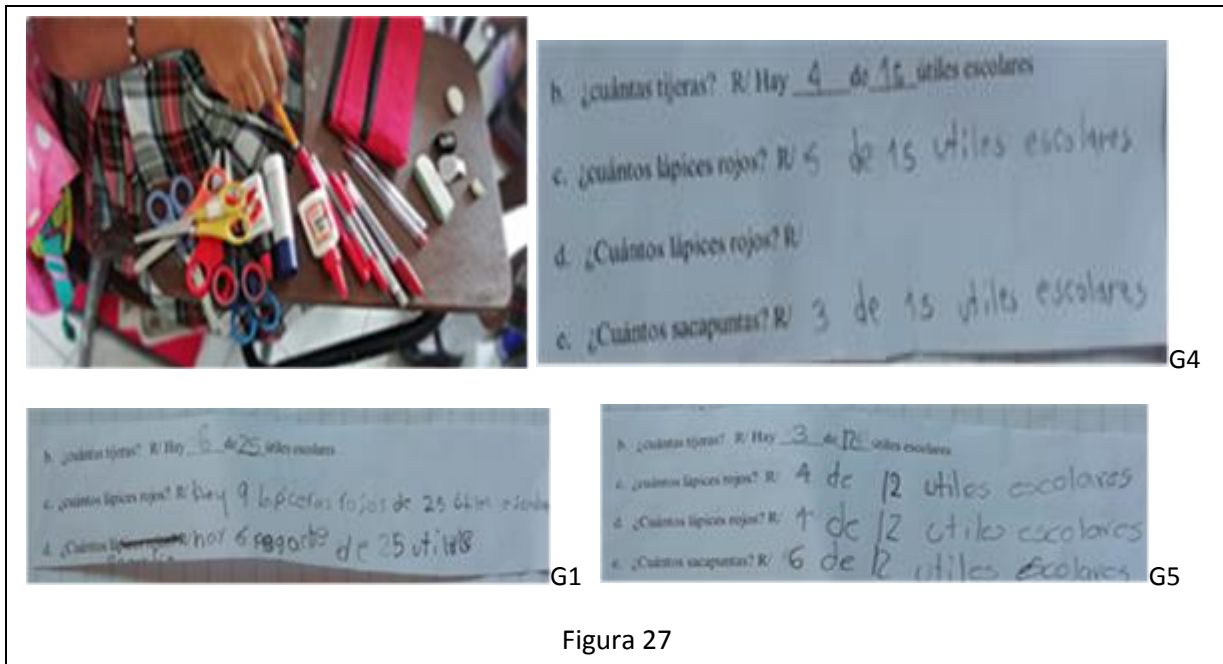 b. ¿cuántas tijeras? R/ Hay 4 de 15 útiles escolares
c. ¿cuántos lápices rojos? R/ 5 de 15 utiles escolares
d. ¿Cuántos lápices rojos? R/
e. ¿Cuántos sacapuntas? R/ 3 de 15 utiles escolares
G4
b. ¿cuántas tijeras? R/ Hay 6 de 25 útiles escolares
c. ¿cuántos lápices rojos? R/ hay 9 lapiceros rojos de 25
d. ¿Cuántos hay 6 de 25 utiles
G1
b. ¿cuántas tijeras? R/ Hay 3 de 12 útiles escolares
c. ¿cuántos lápices rojos? R/ 4 de 12 utiles escolares
d. ¿Cuántos lápices rojos? R/ 1 de 12 utiles escolares
e. ¿Cuántos sacapuntas? R/ 6 de 12 utiles escolares
G5
Figura 27